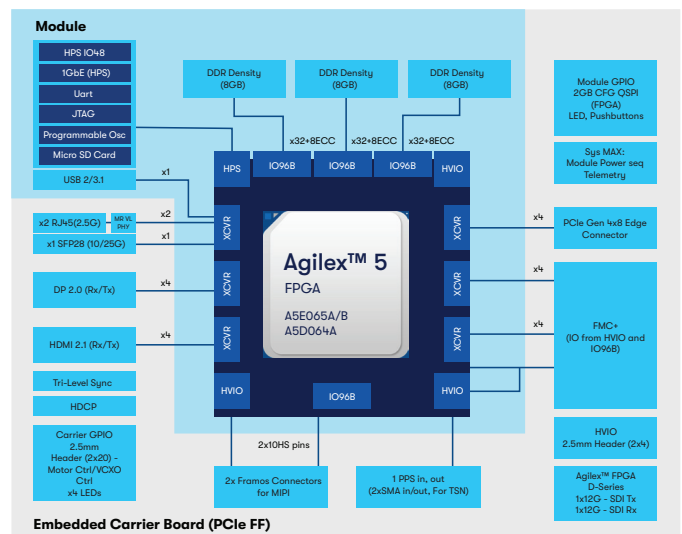 Module
HPS IO48
1GbE (HPS)
Uart
JTAG
Programmable Osc
Micro SD Card
USB 2/3.1
x1
x2 RJ45(2.5G)
MR VL
PHY
x2
x1 SFP28 (10/25G)
x1
DP 2.0 (Rx/Tx)
x4
HDMI 2.1 (Rx/Tx)
x4
Tri-Level Sync
HDCP
Carrier GPIO
2.5mm
Header (2x20) -
Motor Ctrl/VCXO
Ctrl
x4 LEDs
DDR Density
(8GB)
DDR Density
(8GB)
DDR Density
(8GB)
x32+8ECC
x32+8ECC
x32+8ECC
HPS
IO96B
IO96B
IO96B
HVIO
XCVR
XCVR
XCVR
Agilex™ 5
FPGA
A5E065A/B
A5D064A
XCVR
XCVR
XCVR
HVIO
IO96B
HVIO
2x10HS pins
2x Framos Connectors
for MIPI
1 PPS in, out
(2xSMA in/out, For TSN)
Module GPIO
2GB CFG QSPI
(FPGA)
LED, Pushbuttons
Sys MAX:
Module Power seq
Telemetry
x4
PCIe Gen 4x8 Edge
Connector
x4
x4
FMC+
(IO from HVIO and
IO96B)
HVIO
2.5mm Header (2x4)
Agilex™ FPGA
D-Series
1x12G - SDI Tx
1x12G - SDI Rx
Embedded Carrier Board (PCIe FF)